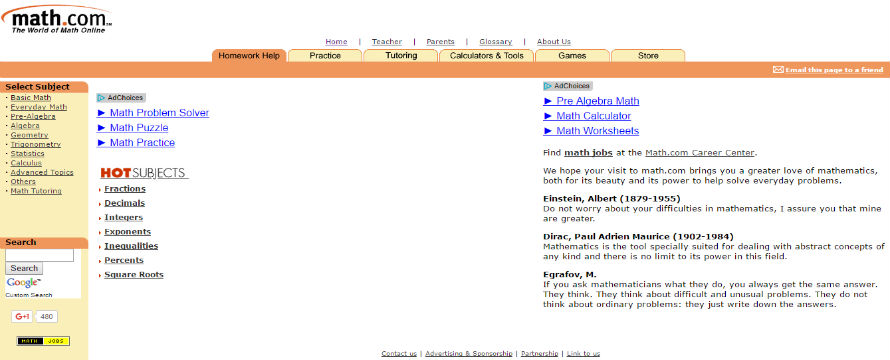 math.com
The World of Math Online
Home | Teacher | Parents | Glossary | About Us
Homework Help Practice Tutoring Calculators & Tools Games Store
Email this page to a friend
Select Subject
· Basic Math
· Everyday Math
· Pre-Algebra
· Algebra
· Geometry
· Trigonometry
· Statistics
· Calculus
· Advanced Topics
· Others
· Math Tutoring
Search
Search
Google™
Custom Search
G+1 480
MATH JOBS
AdChoices
► Math Problem Solver
► Math Puzzle
► Math Practice
HOTSUBJECTS
Fractions
Decimals
Integers
Exponents
Inequalities
Percents
Square Roots
AdChoices
► Pre Algebra Math
► Math Calculator
► Math Worksheets
Find math jobs at the Math.com Career Center.
We hope your visit to math.com brings you a greater love of mathematics,
both for its beauty and its power to help solve everyday problems.
Einstein, Albert (1879-1955)
Do not worry about your difficulties in mathematics, I assure you that mine
are greater.
Dirac, Paul Adrien Maurice (1902-1984)
Mathematics is the tool specially suited for dealing with abstract concepts of
any kind and there is no limit to its power in this field.
Egrafov, M.
If you ask mathematicians what they do, you always get the same answer.
They think. They think about difficult and unusual problems. They do not
think about ordinary problems: they just write down the answers.
Contact us | Advertising & Sponsorship | Partnership | Link to us